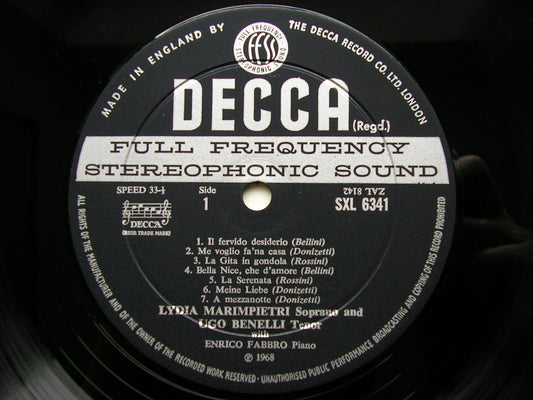 MADE IN ENGLAND BY
THE DECCA RECORD CO. LTD. LONDON
FULL FREQUENCY
ffss
STEREOPHONIC SOUND
DECCA
(Regd.)
FULL FREQUENCY
STEREOPHONIC SOUND
SPEED 33⅓
Side
1
ZAL 8142
SXL 6341
DECCA
(REGD. TRADE MARK)
1. Il fervido desiderio (Bellini)
2. Me voglio fa'na casa (Donizetti)
3. La Gita in gondola (Rossini)
4. Bella Nice, che d'amore (Bellini)
5. La Serenata (Rossini)
6. Meine Liebe (Donizetti)
7. A mezzanotte (Donizetti)
LYDIA MARIMPIETRI Soprano and
UGO BENELLI Tenor
with
ENRICO FABBRO Piano
Ⓟ 1968
ALL RIGHTS OF THE MANUFACTURER AND OF THE OWNER OF THE RECORDED WORK RESERVED · UNAUTHORISED PUBLIC PERFORMANCE BROADCASTING AND COPYING OF THIS RECORD PROHIBITED